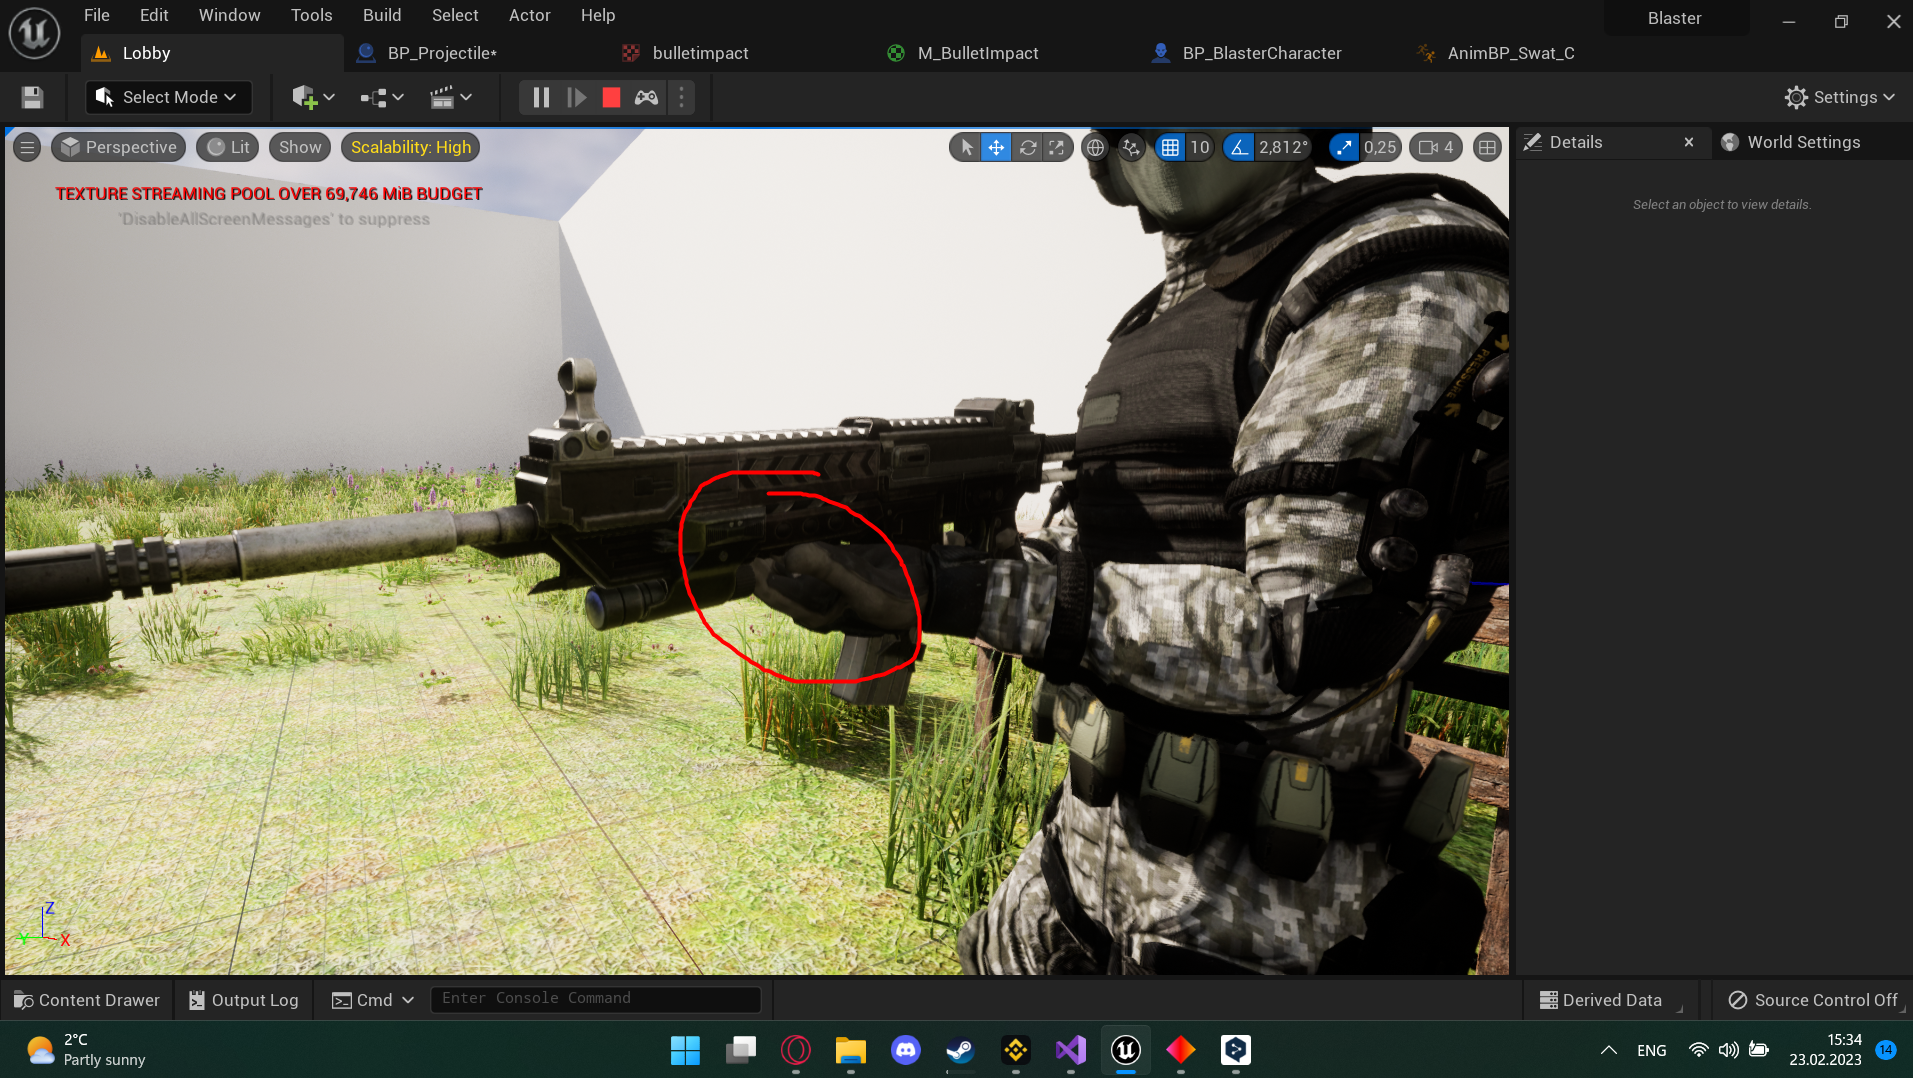 File Edit Window Tools Build Select Actor Help
Blaster
Lobby BP_Projectile* bulletimpact M_BulletImpact BP_BlasterCharacter AnimBP_Swat_C
Select Mode
Settings
Perspective Lit Show Scalability: High
10 2,812° 0,25 4
Details World Settings
TEXTURE STREAMING POOL OVER 69,746 MiB BUDGET
'DisableAllScreenMessages' to suppress
Select an object to view details.
PRESSURE
Z
Y X
Content Drawer Output Log Cmd Enter Console Command Derived Data Source Control Off
2°C
Partly sunny
ENG
15:34
23.02.2023
14